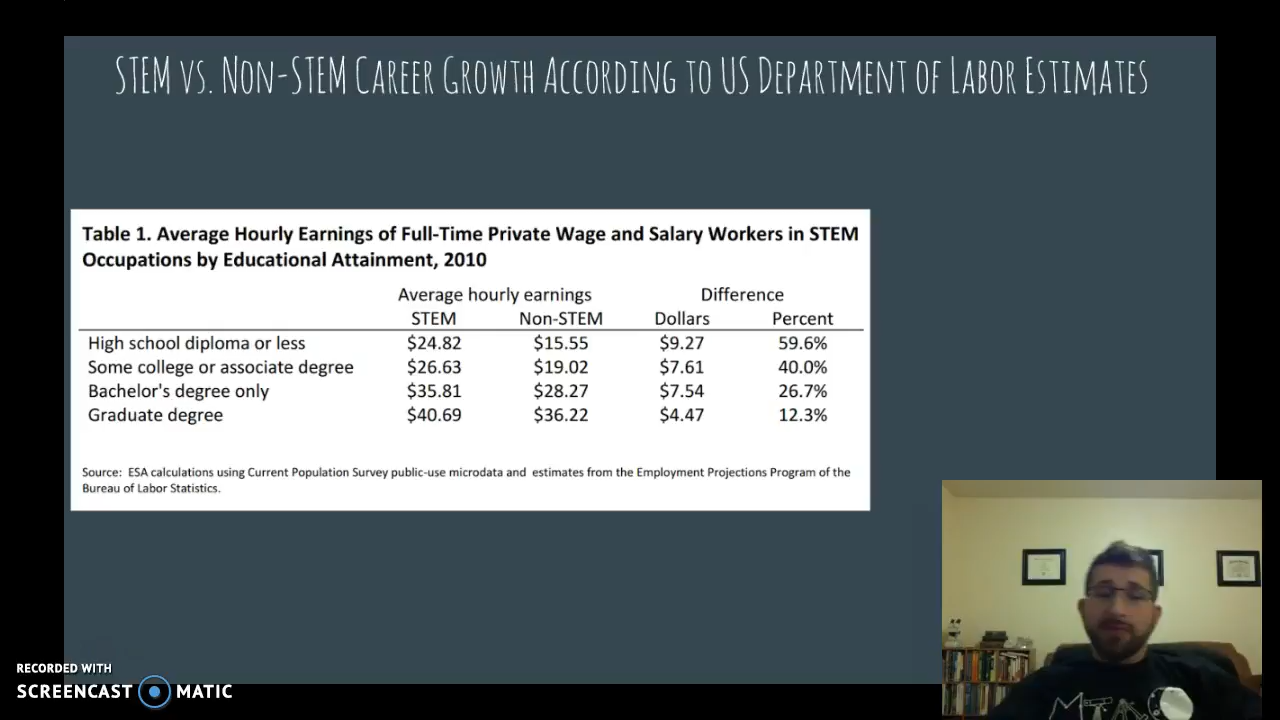 STEM VS. NON-STEM CAREER GROWTH ACCORDING TO US DEPARTMENT OF LABOR ESTIMATES
Table 1. Average Hourly Earnings of Full-Time Private Wage and Salary Workers in STEM
Occupations by Educational Attainment, 2010
Average hourly earnings Difference
STEM Non-STEM Dollars Percent
High school diploma or less $24.82 $15.55 $9.27 59.6%
Some college or associate degree $26.63 $19.02 $7.61 40.0%
Bachelor's degree only $35.81 $28.27 $7.54 26.7%
Graduate degree $40.69 $36.22 $4.47 12.3%
Source: ESA calculations using Current Population Survey public-use microdata and estimates from the Employment Projections Program of the
Bureau of Labor Statistics.
RECORDED WITH
SCREENCAST MATIC